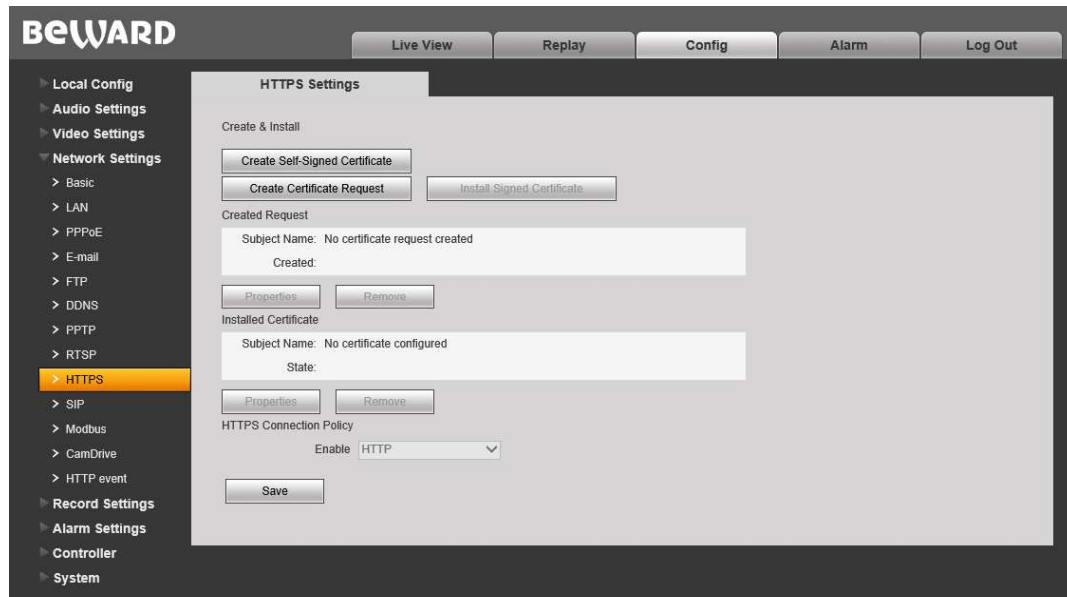 BEWARD
Live View Replay Config Alarm Log Out
Local Config
Audio Settings
Video Settings
Network Settings
> Basic
> LAN
> PPPoE
> E-mail
> FTP
> DDNS
> PPTP
> RTSP
> HTTPS
> SIP
> Modbus
> CamDrive
> HTTP event
Record Settings
Alarm Settings
Controller
System
HTTPS Settings
Create & Install
Create Self-Signed Certificate
Create Certificate Request Install Signed Certificate
Created Request
Subject Name: No certificate request created
Created:
Properties Remove
Installed Certificate
Subject Name: No certificate configured
State:
Properties Remove
HTTPS Connection Policy
Enable HTTP
Save